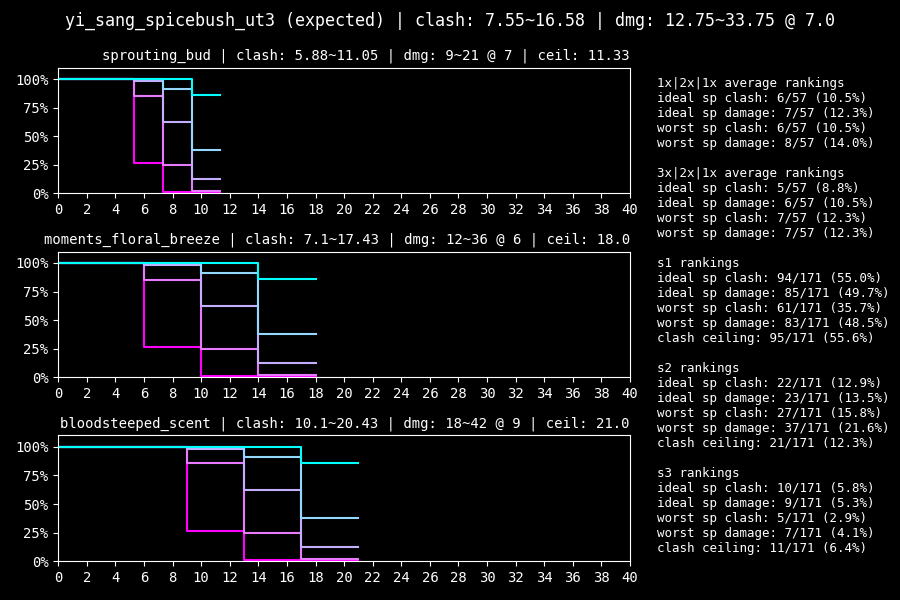 yi_sang_spicebush_ut3 (expected) | clash: 7.55~16.58 | dmg: 12.75~33.75 @ 7.0
sprouting_bud | clash: 5.88~11.05 | dmg: 9~21 @ 7 | ceil: 11.33
100%
75%
50%
25%
0%
0 2 4 6 8 10 12 14 16 18 20 22 24 26 28 30 32 34 36 38 40
moments_floral_breeze | clash: 7.1~17.43 | dmg: 12~36 @ 6 | ceil: 18.0
100%
75%
50%
25%
0%
0 2 4 6 8 10 12 14 16 18 20 22 24 26 28 30 32 34 36 38 40
bloodsteeped_scent | clash: 10.1~20.43 | dmg: 18~42 @ 9 | ceil: 21.0
100%
75%
50%
25%
0%
0 2 4 6 8 10 12 14 16 18 20 22 24 26 28 30 32 34 36 38 40
1x|2x|1x average rankings
ideal sp clash: 6/57 (10.5%)
ideal sp damage: 7/57 (12.3%)
worst sp clash: 6/57 (10.5%)
worst sp damage: 8/57 (14.0%)
3x|2x|1x average rankings
ideal sp clash: 5/57 (8.8%)
ideal sp damage: 6/57 (10.5%)
worst sp clash: 7/57 (12.3%)
worst sp damage: 7/57 (12.3%)
s1 rankings
ideal sp clash: 94/171 (55.0%)
ideal sp damage: 85/171 (49.7%)
worst sp clash: 61/171 (35.7%)
worst sp damage: 83/171 (48.5%)
clash ceiling: 95/171 (55.6%)
s2 rankings
ideal sp clash: 22/171 (12.9%)
ideal sp damage: 23/171 (13.5%)
worst sp clash: 27/171 (15.8%)
worst sp damage: 37/171 (21.6%)
clash ceiling: 21/171 (12.3%)
s3 rankings
ideal sp clash: 10/171 (5.8%)
ideal sp damage: 9/171 (5.3%)
worst sp clash: 5/171 (2.9%)
worst sp damage: 7/171 (4.1%)
clash ceiling: 11/171 (6.4%)